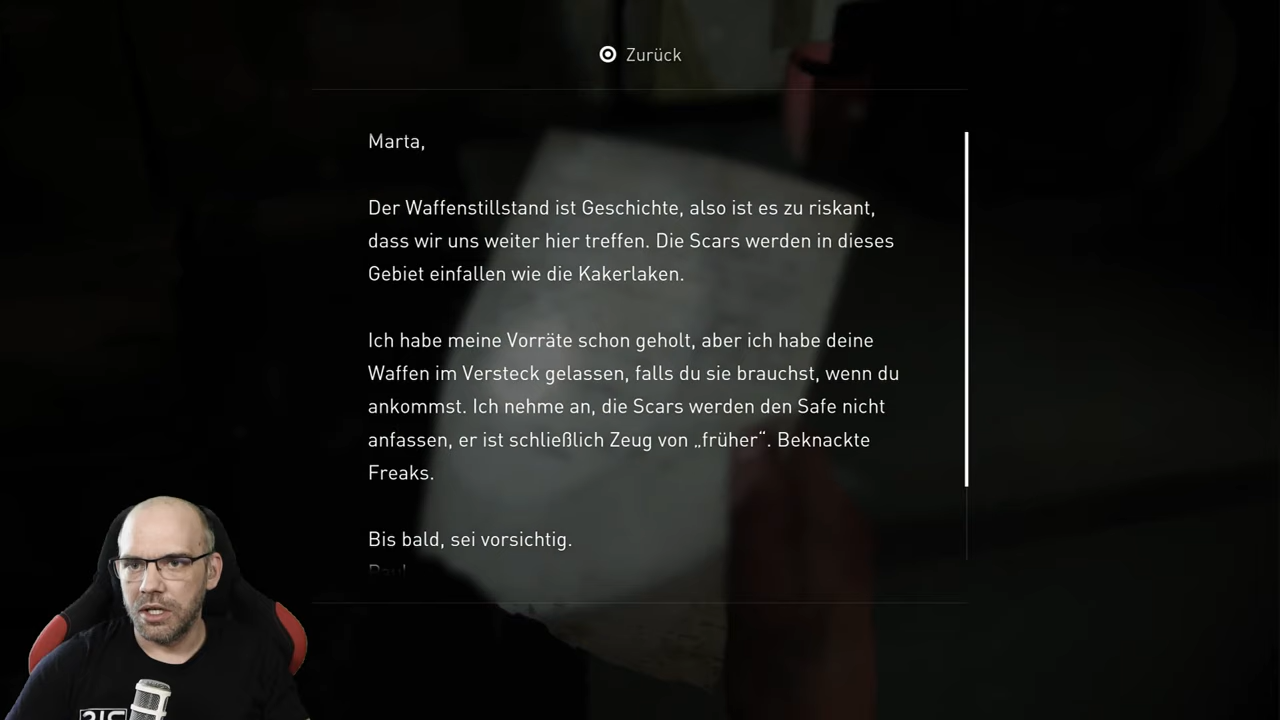 Zurück
Marta,
Der Waffenstillstand ist Geschichte, also ist es zu riskant,
dass wir uns weiter hier treffen. Die Scars werden in dieses
Gebiet einfallen wie die Kakerlaken.
Ich habe meine Vorräte schon geholt, aber ich habe deine
Waffen im Versteck gelassen, falls du sie brauchst, wenn du
ankommst. Ich nehme an, die Scars werden den Safe nicht
anfassen, er ist schließlich Zeug von „früher“. Beknackte
Freaks.
Bis bald, sei vorsichtig.